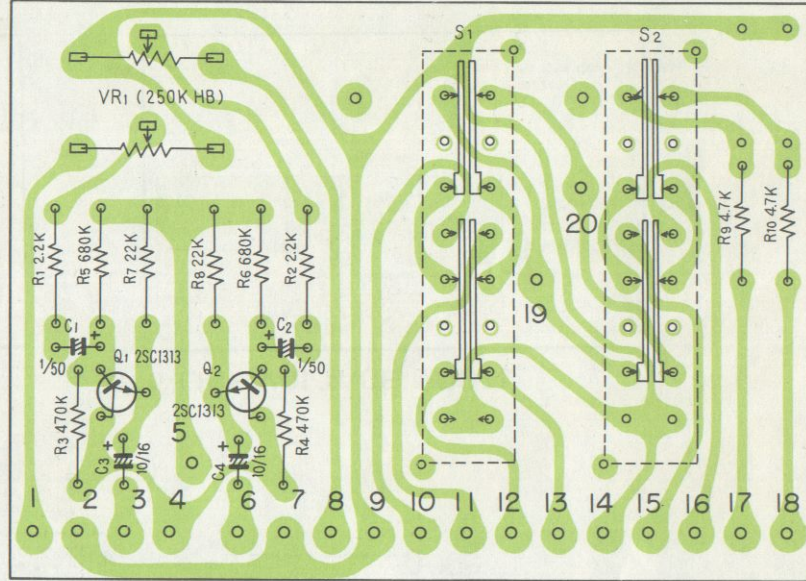 S1
S2
VR1 (250K HB)
R1 2.2K
R5 680K
R7 22K
R8 22K
R6 680K
R2 2.2K
R9 4.7K
R10 4.7K
20
19
C1
+
+
C2
1/50
Q1 2SC1313
Q2
1/50
2SC1313
R3 470K
R4 470K
5
+
C3
10/16
+
C4
10/16
1 2 3 4 6 7 8 9 10 11 12 13 14 15 16 17 18